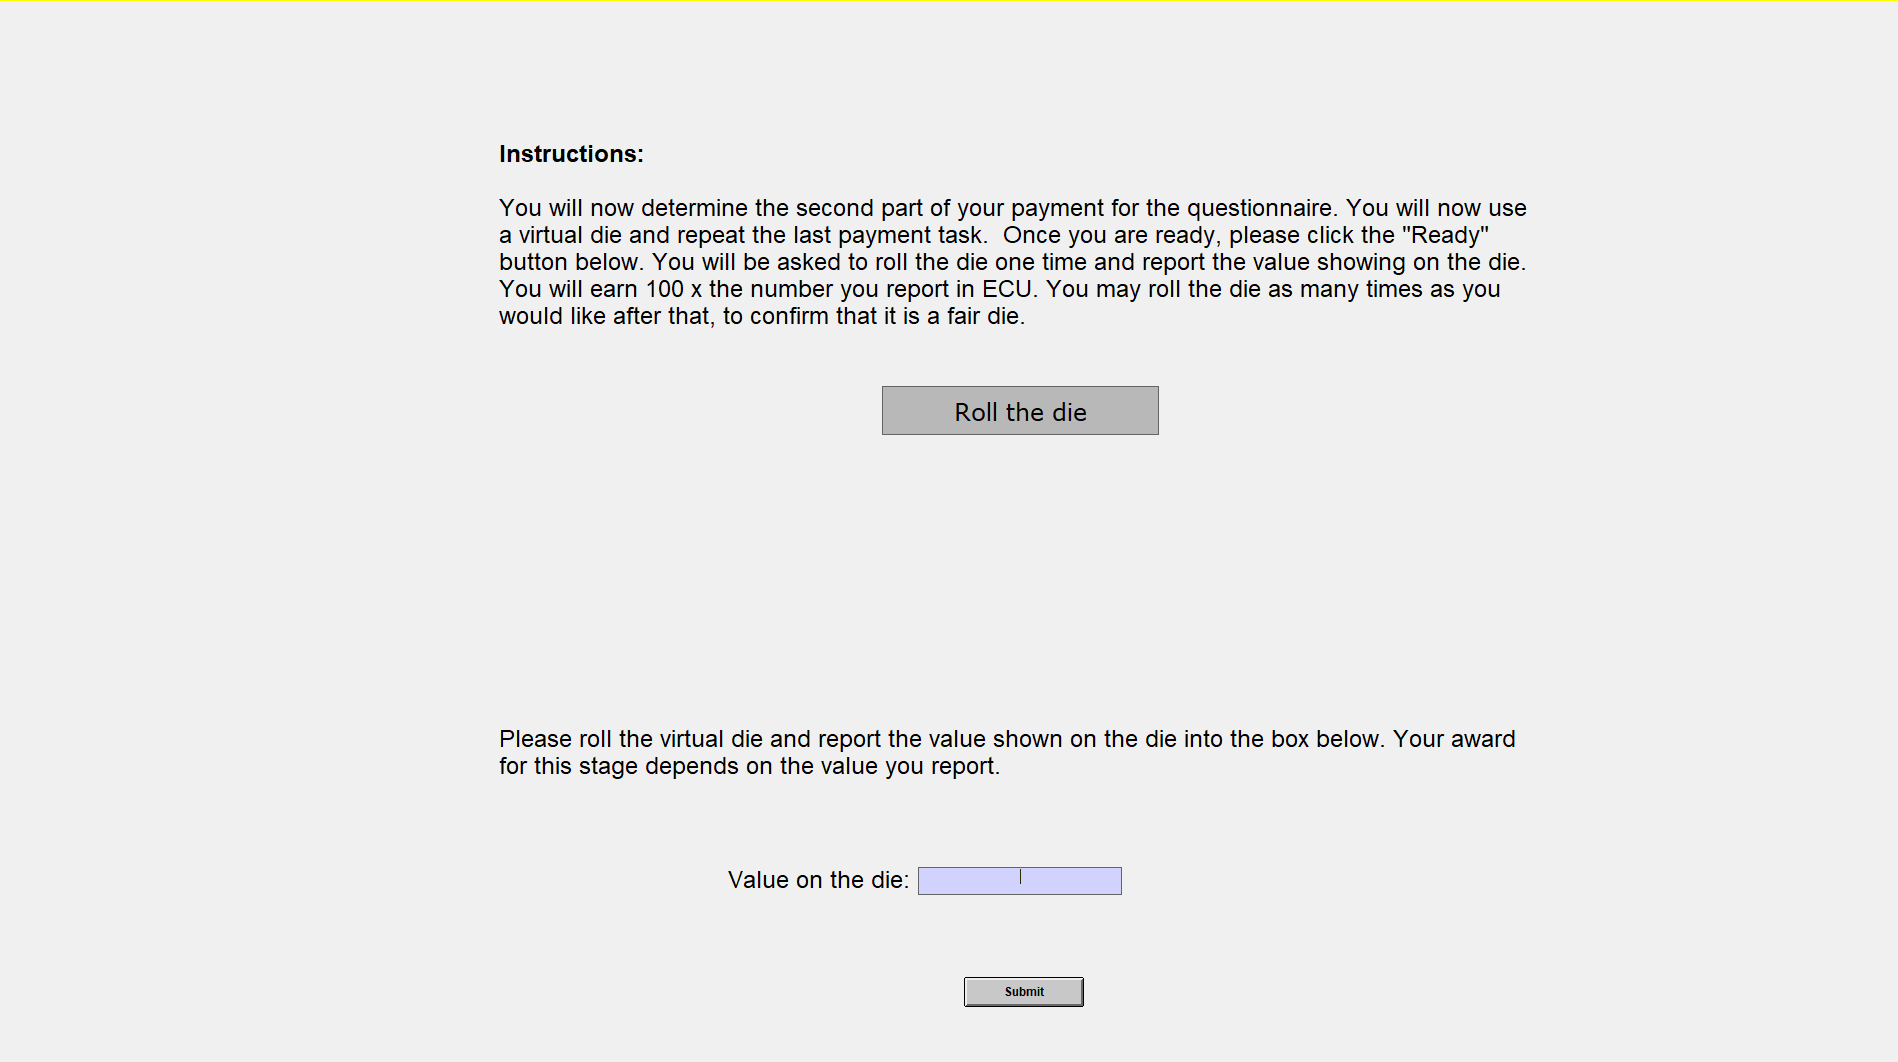 Instructions:
You will now determine the second part of your payment for the questionnaire. You will now use
a virtual die and repeat the last payment task.  Once you are ready, please click the "Ready"
button below. You will be asked to roll the die one time and report the value showing on the die.
You will earn 100 x the number you report in ECU. You may roll the die as many times as you
would like after that, to confirm that it is a fair die.
Roll the die
Please roll the virtual die and report the value shown on the die into the box below. Your award
for this stage depends on the value you report.
Value on the die:
Submit